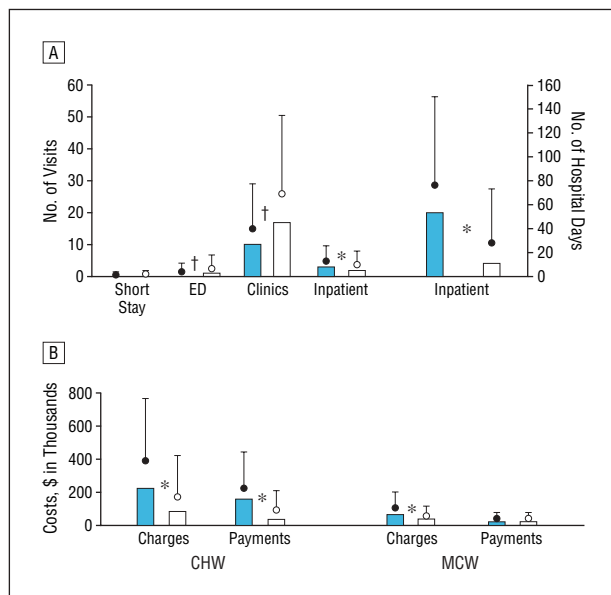 A
60
50
40
30
20
10
0
No. of Visits
†
†
*
*
160
140
120
100
80
60
40
20
0
No. of Hospital Days
Short
Stay
ED
Clinics
Inpatient
Inpatient
B
800
600
400
200
0
Costs, $ in Thousands
*
*
*
Charges
Payments
Charges
Payments
CHW
MCW